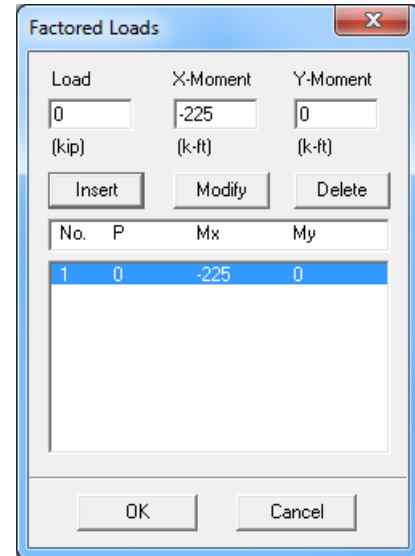 Factored Loads
Load X-Moment Y-Moment
0 -225 0
(kip) (k-ft) (k-ft)
Insert Modify Delete
No. P Mx My
1 0 -225 0
OK Cancel